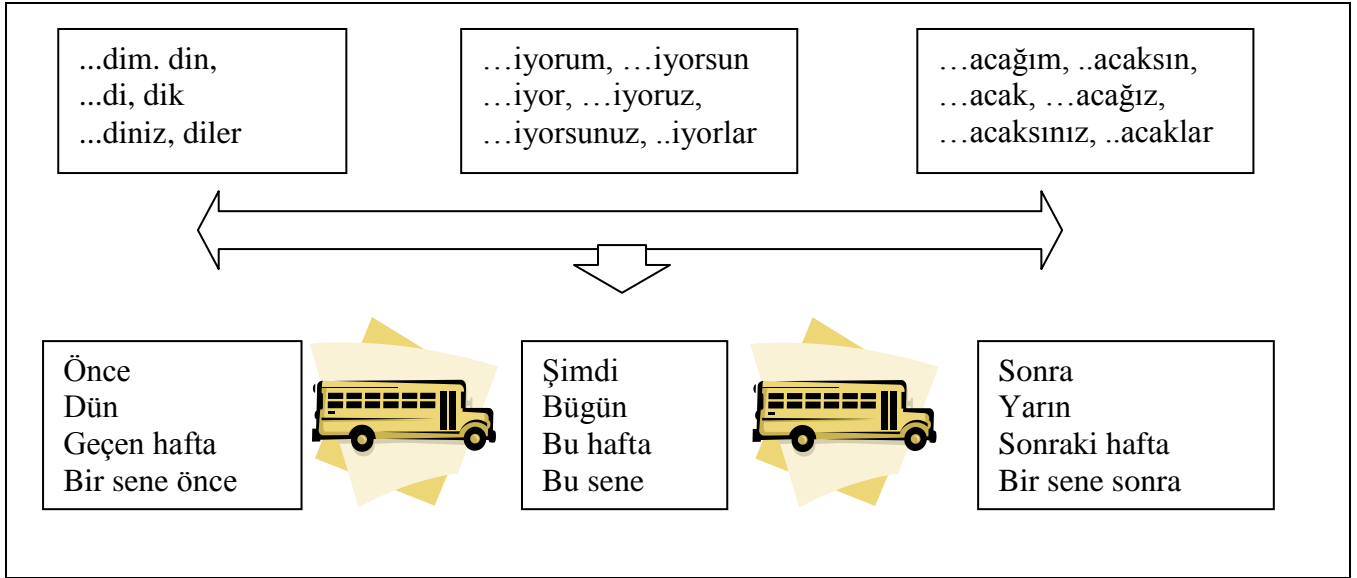 ...dim. din,
...di, dik
...diniz, diler
…iyorum, …iyorsun
…iyor, …iyoruz,
…iyorsunuz, ..iyorlar
…acağım, ..acaksın,
…acak, …acağız,
…acaksınız, ..acaklar
Önce
Dün
Geçen hafta
Bir sene önce
Şimdi
Bügün
Bu hafta
Bu sene
Sonra
Yarın
Sonraki hafta
Bir sene sonra